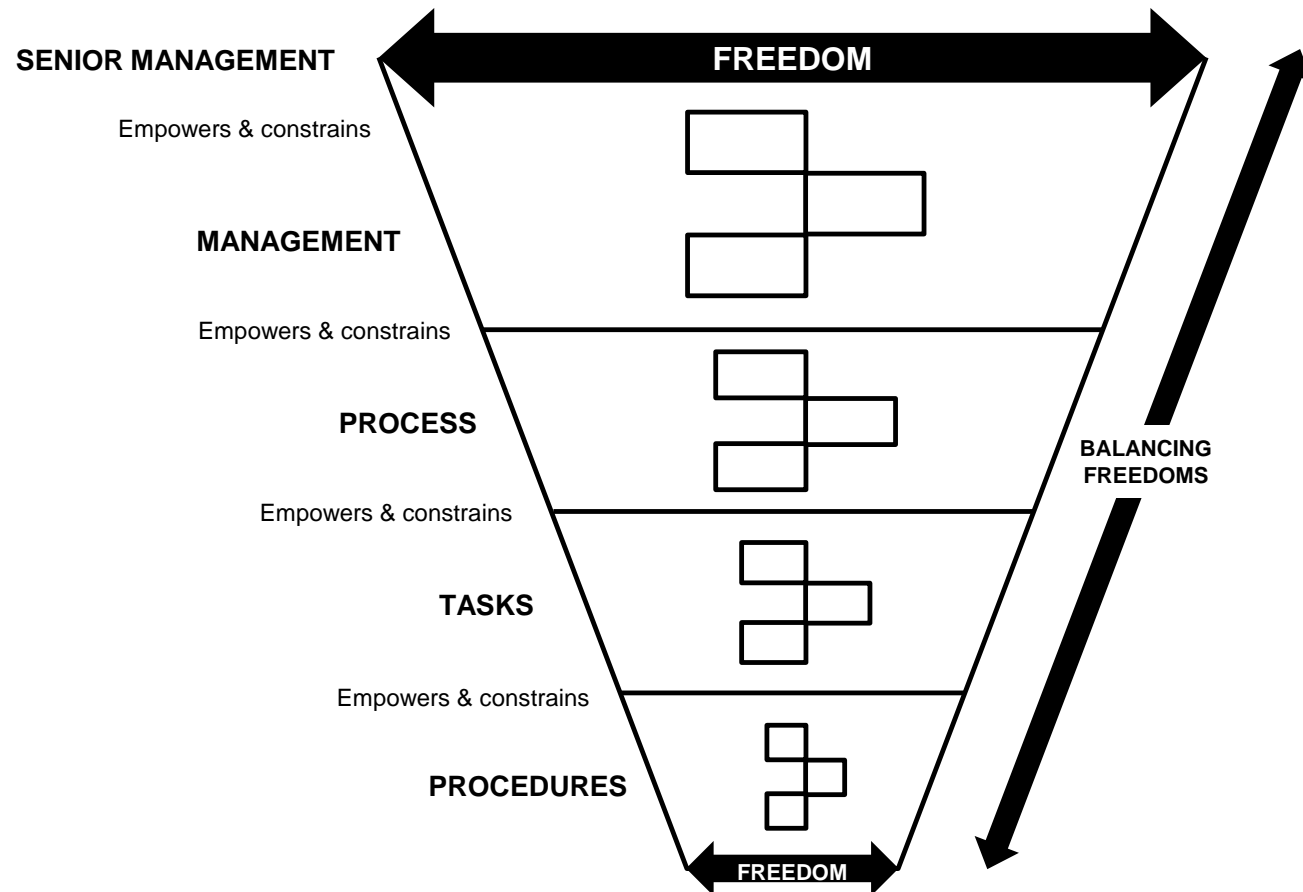 SENIOR MANAGEMENT
FREEDOM
Empowers & constrains
MANAGEMENT
Empowers & constrains
PROCESS
BALANCING
FREEDOMS
Empowers & constrains
TASKS
Empowers & constrains
PROCEDURES
FREEDOM